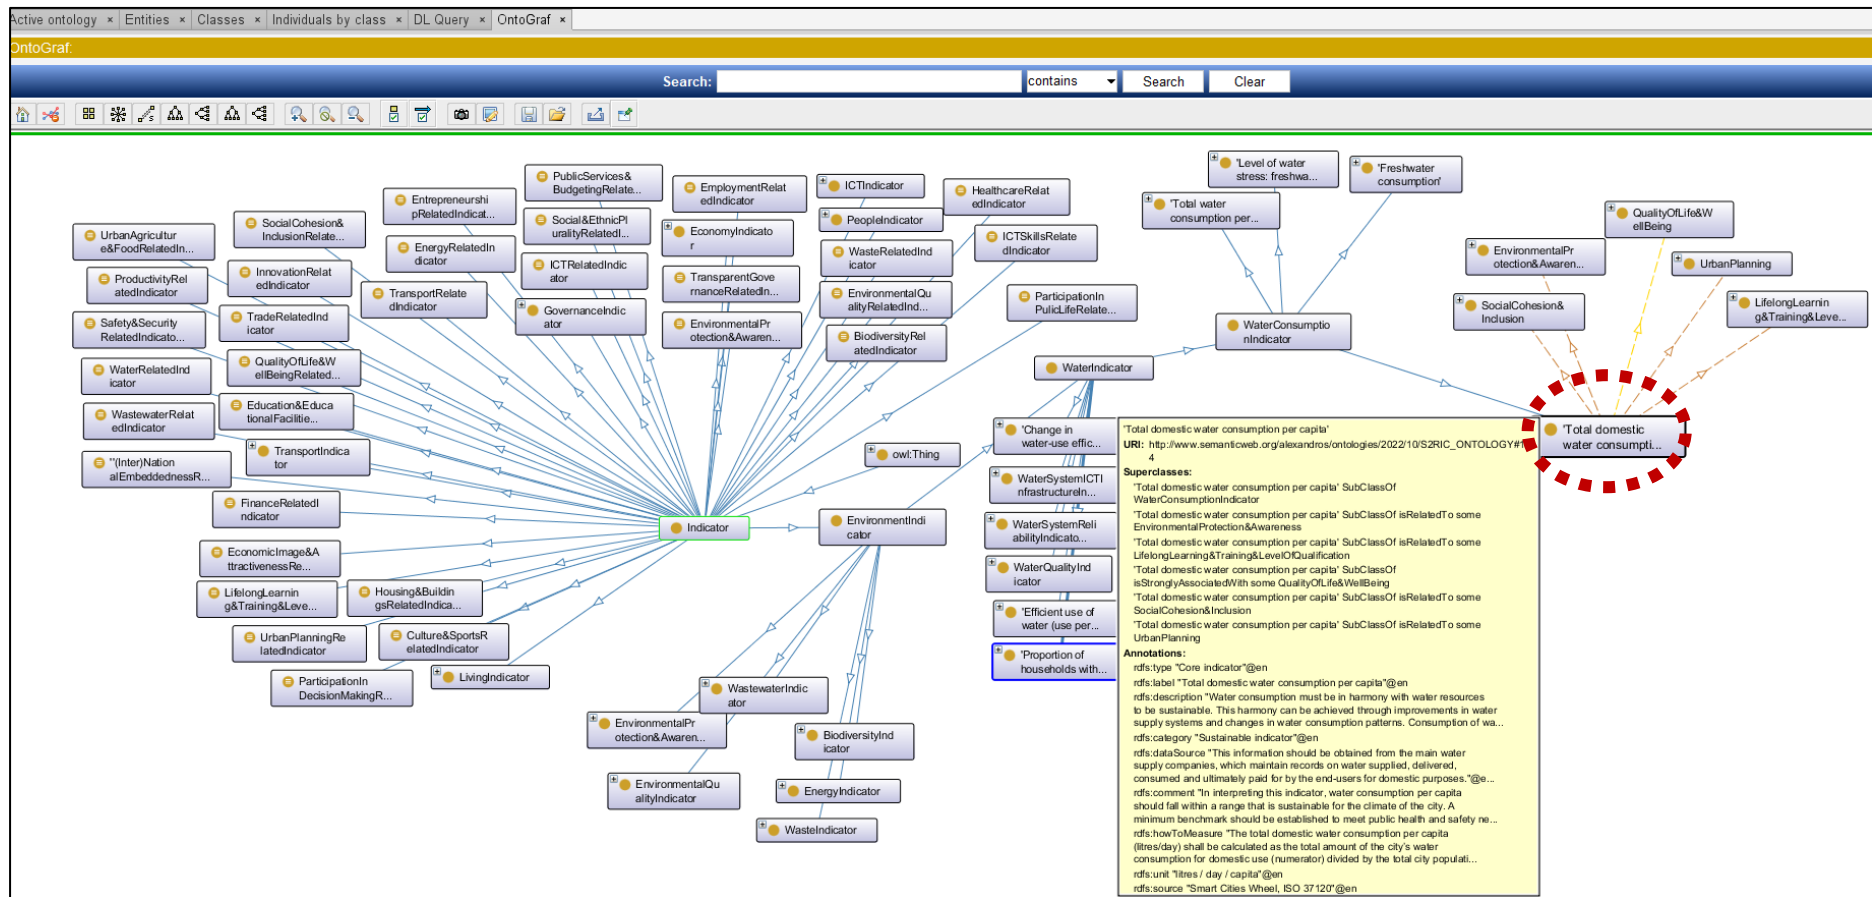 Active ontology × Entities × Classes × Individuals by class × DL Query × OntoGraf ×
OntoGraf:
Search: contains Search Clear
PublicServices&
BudgetingRelate...
EmploymentRelat
edIndicator
ICTIndicator
HealthcareRelat
edIndicator
'Level of water
stress: freshwa...
'Freshwater
consumption'
Entrepreneurshi
pRelatedIndicat...
Social&EthnicPl
uralityRelatedI...
EconomyIndicato
r
PeopleIndicator
'Total water
consumption per...
QualityOfLife&W
ellBeing
UrbanAgricultur
e&FoodRelatedIn...
SocialCohesion&
InclusionRelate...
EnergyRelatedIn
dicator
ICTRelatedIndic
ator
WasteRelatedInd
icator
ICTSkillsRelate
dIndicator
EnvironmentalPr
otection&Awaren...
UrbanPlanning
ProductivityRel
atedIndicator
InnovationRelat
edIndicator
TransportRelate
dIndicator
TransparentGove
rnanceRelatedIn...
EnvironmentalQu
alityRelatedInd...
ParticipationIn
PulicLifeRelate...
SocialCohesion&
Inclusion
LifelongLearnin
g&Training&Leve...
Safety&Security
RelatedIndicato...
TradeRelatedInd
icator
GovernanceIndic
ator
EnvironmentalPr
otection&Awaren...
BiodiversityRel
atedIndicator
WaterConsumptio
nIndicator
WaterRelatedInd
icator
QualityOfLife&W
ellBeingRelated...
WaterIndicator
WastewaterRelat
edIndicator
Education&Educa
tionalFacilitie...
'Change in
water-use effic...
'Total domestic
water consumpti...
"(Inter)Nation
alEmbeddednessR...
TransportIndica
tor
owl:Thing
WaterSystemICTI
nfrastructureIn...
FinanceRelatedI
ndicator
Indicator
EnvironmentIndi
cator
WaterSystemReli
abilityIndicato...
EconomicImage&A
ttractivenessRe...
WaterQualityInd
icator
LifelongLearnin
g&Training&Leve...
Housing&Buildin
gsRelatedIndica...
'Efficient use of
water (use per...
UrbanPlanningRe
latedIndicator
Culture&SportsR
elatedIndicator
'Proportion of
households with...
ParticipationIn
DecisionMakingR...
LivingIndicator
WastewaterIndic
ator
EnvironmentalPr
otection&Awaren...
BiodiversityInd
icator
EnvironmentalQu
alityIndicator
EnergyIndicator
WasteIndicator
'Total domestic water consumption per capita'
URI: http://www.semanticweb.org/alexandros/ontologies/2022/10/S2RIC_ONTOLOGY#
4
Superclasses:
'Total domestic water consumption per capita' SubClassOf
WaterConsumptionIndicator
'Total domestic water consumption per capita' SubClassOf isRelatedTo some
EnvironmentalProtection&Awareness
'Total domestic water consumption per capita' SubClassOf isRelatedTo some
LifelongLearning&Training&LevelOfQualification
'Total domestic water consumption per capita' SubClassOf
isStronglyAssociatedWith some QualityOfLife&WellBeing
'Total domestic water consumption per capita' SubClassOf isRelatedTo some
SocialCohesion&Inclusion
'Total domestic water consumption per capita' SubClassOf isRelatedTo some
UrbanPlanning
Annotations:
rdfs:type "Core indicator"@en
rdfs:label "Total domestic water consumption per capita"@en
rdfs:description "Water consumption must be in harmony with water resources
to be sustainable. This harmony can be achieved through improvements in water
supply systems and changes in water consumption patterns. Consumption of wa...
rdfs:category "Sustainable indicator"@en
rdfs:dataSource "This information should be obtained from the main water
supply companies, which maintain records on water supplied, delivered,
consumed and ultimately paid for by the end-users for domestic purposes."@e...
rdfs:comment "In interpreting this indicator, water consumption per capita
should fall within a range that is sustainable for the climate of the city. A
minimum benchmark should be established to meet public health and safety ne...
rdfs:howToMeasure "The total domestic water consumption per capita
(litres/day) shall be calculated as the total amount of the city's water
consumption for domestic use (numerator) divided by the total city populati...
rdfs:unit "litres / day / capita"@en
rdfs:source "Smart Cities Wheel, ISO 37120"@en